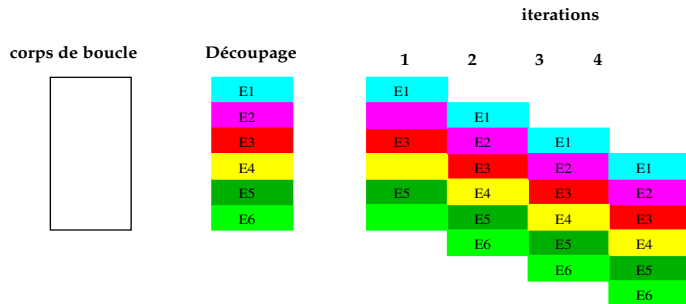 iterations
corps de boucle Découpage 1 2 3 4
E1 E1
E2 E1
E3 E3 E2 E1
E4 E3 E2 E1
E5 E5 E4 E3 E2
E6 E5 E4 E3
E6 E5 E4
E6 E5
E6